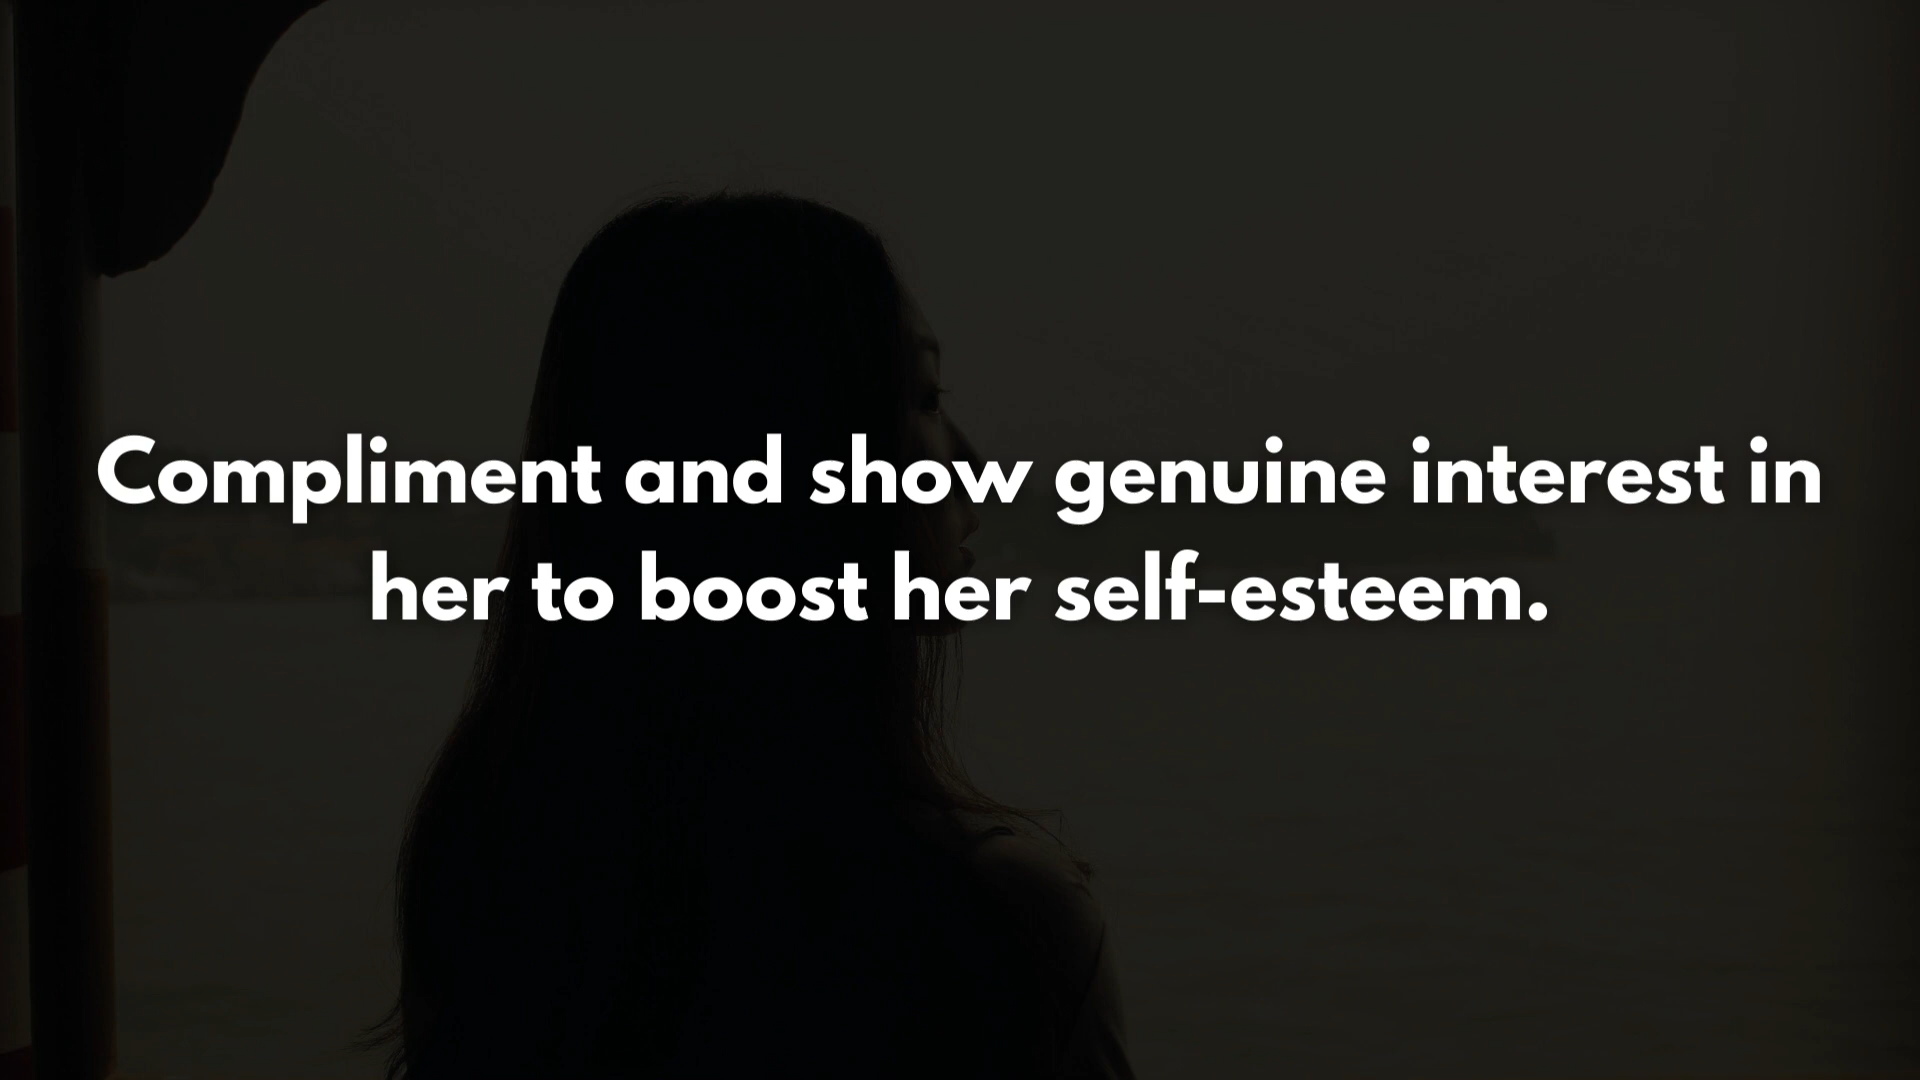 Compliment and show genuine interest in
her to boost her self-esteem.